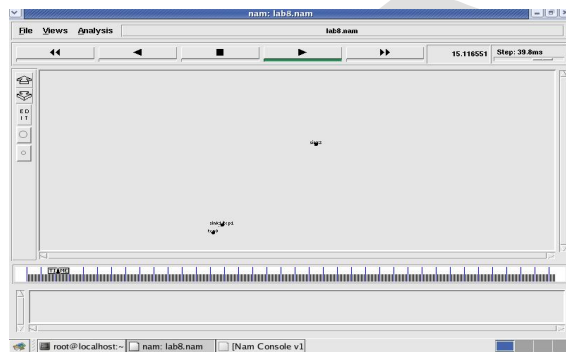 nam: lab8.nam
File Views Analysis lab8.nam
15.116551 Step: 39.8ms
E D
I T
TIME
root@localhost:~ nam: lab8.nam [Nam Console v1